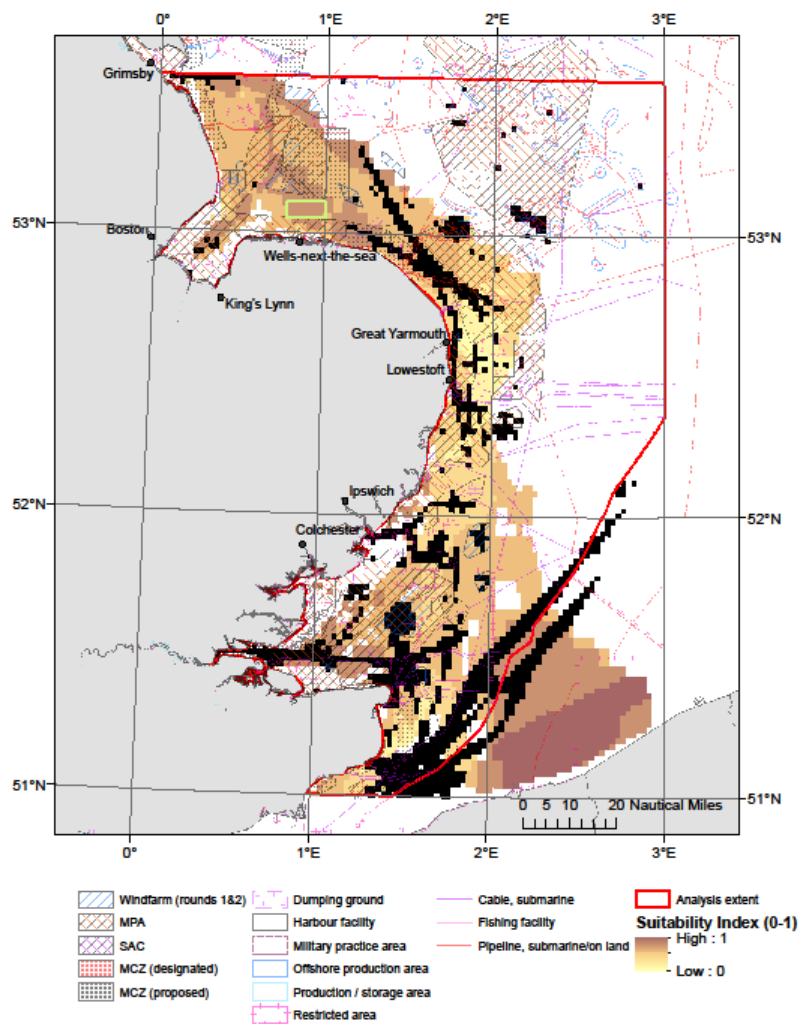 0° 1°E 2°E 3°E
Grimsby
53°N 53°N
Boston
Wells-next-the-sea
King's Lynn
Great Yarmouth
Lowestoft
52°N 52°N
Ipswich
Colchester
51°N 51°N
0 5 10 20 Nautical Miles
0° 1°E 2°E 3°E
Windfarm (rounds 1&2) Dumping ground Cable, submarine Analysis extent
MPA Harbour facility Fishing facility Suitability Index (0-1)
SAC Military practice area Pipeline, submarine/on land High : 1
MCZ (designated) Offshore production area Low : 0
MCZ (proposed) Production / storage area
Restricted area